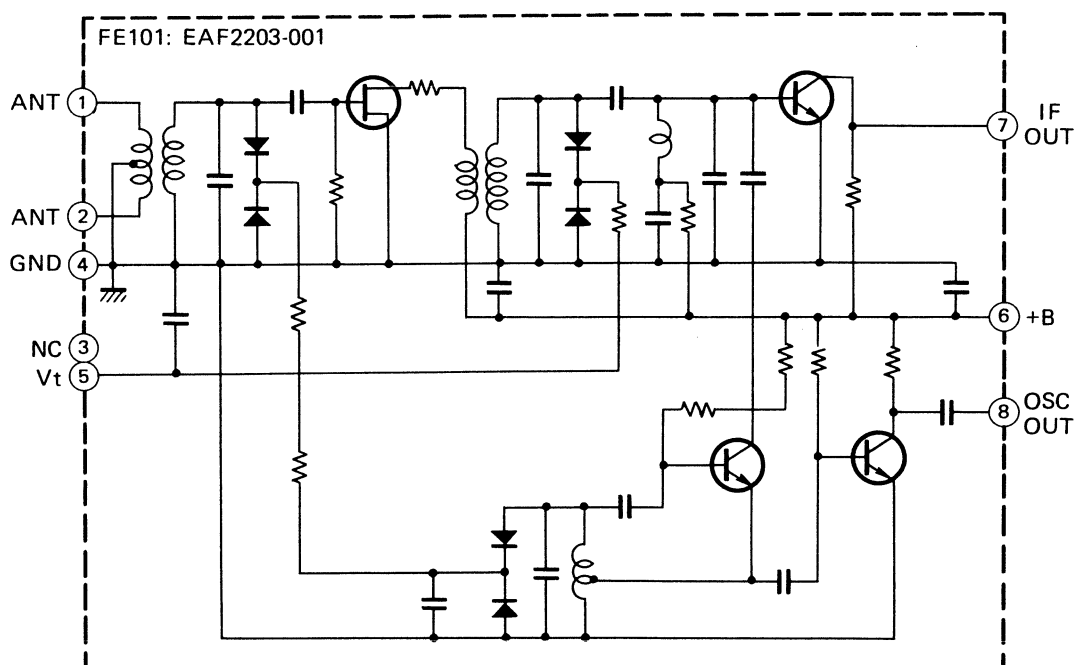 FE101: EAF2203-001
ANT 1
ANT 2
GND 4
NC 3
Vt 5
7 IF
OUT
6 +B
8 OSC
OUT